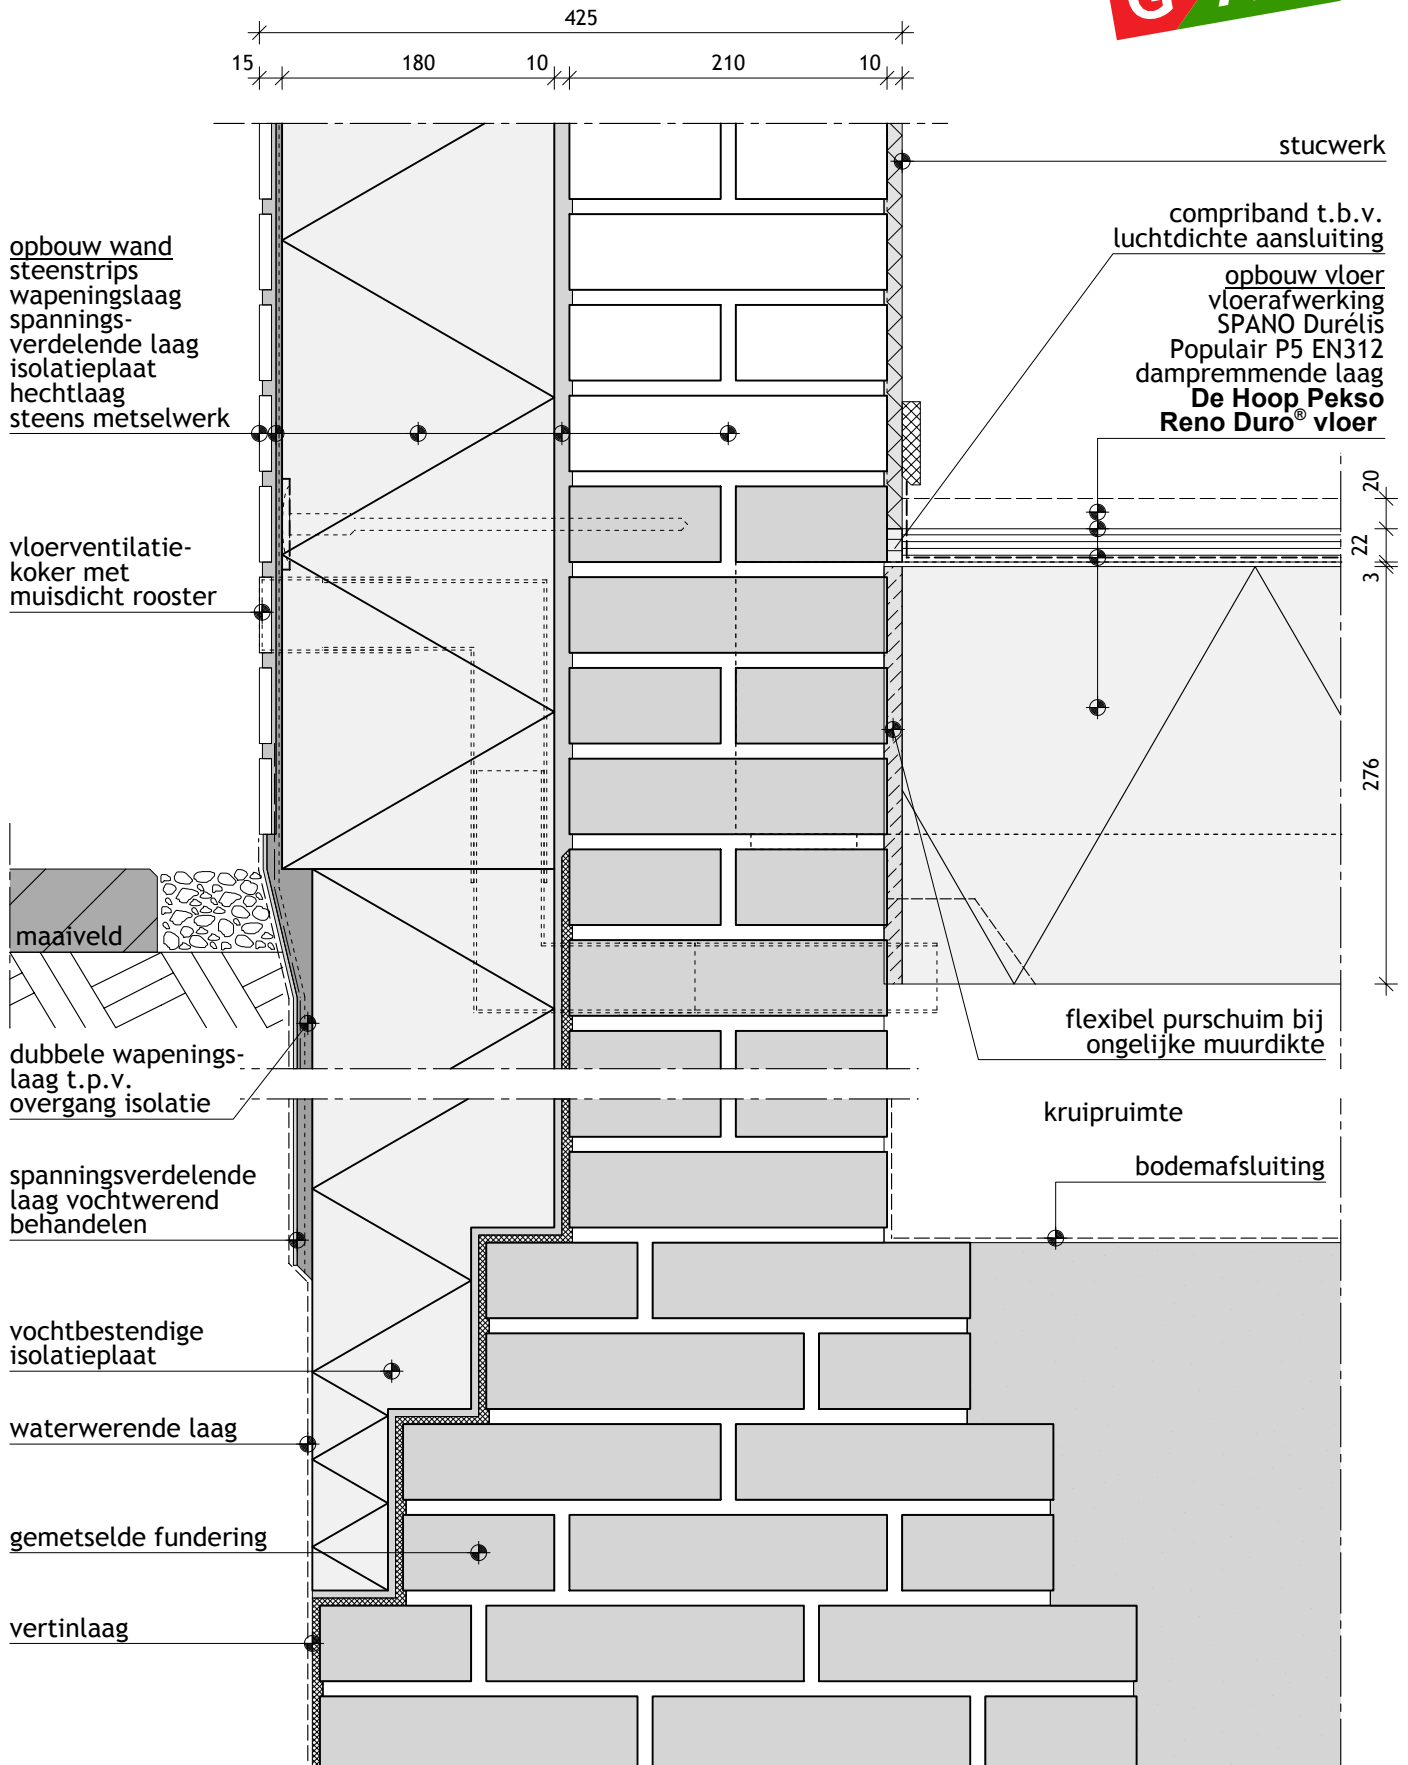 425
15
180
10
210
10
stucwerk
compriband t.b.v.
luchtdichte aansluiting
opbouw wand
steenstrips
wapeningslaag
spannings-
verdelende laag
isolatieplaat
hechtlaag
steens metselwerk
opbouw vloer
vloerafwerking
SPANO Durélis
Populair P5 EN312
dampremmende laag
De Hoop Pekso
Reno Duro® vloer
20
22
3
276
vloerventilatie-
koker met
muisdicht rooster
maaiveld
dubbele wapenings-
laag t.p.v.
overgang isolatie
flexibel purschuim bij
ongelijke muurdikte
kruipruimte
bodemafsluiting
spanningsverdelende
laag vochtwerend
behandelen
vochtbestendige
isolatieplaat
waterwerende laag
gemetselde fundering
vertinlaag